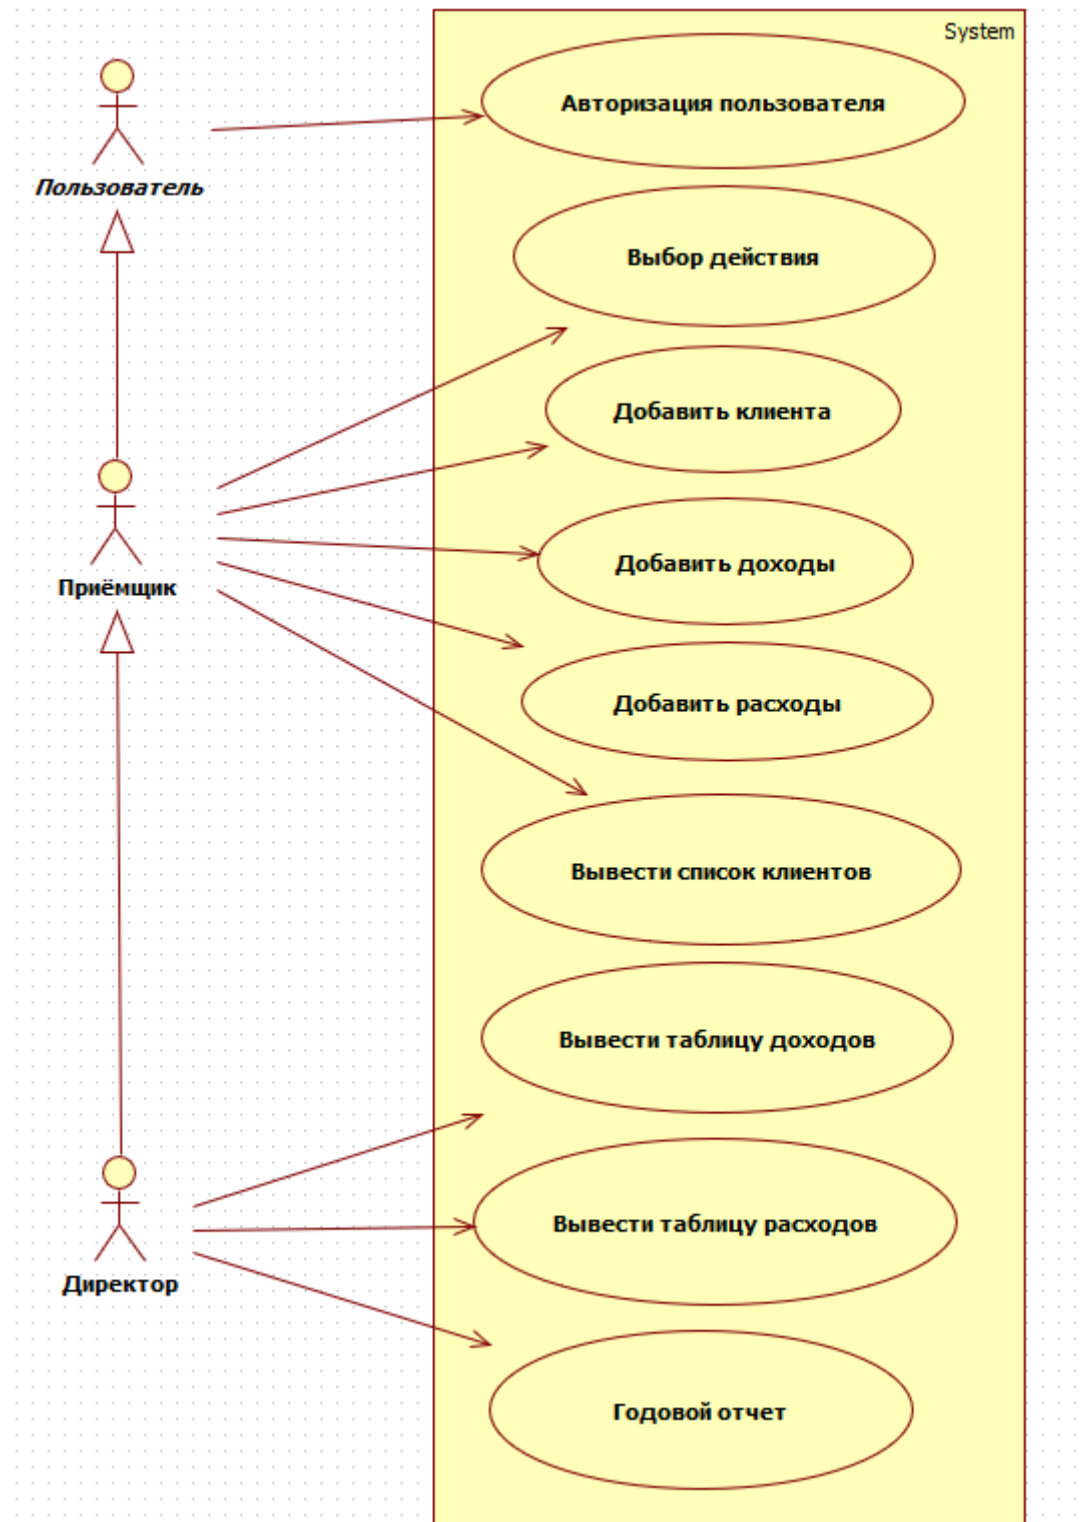 System
Авторизация пользователя
Пользователь
Выбор действия
Добавить клиента
Добавить доходы
Приёмщик
Добавить расходы
Вывести список клиентов
Вывести таблицу доходов
Вывести таблицу расходов
Директор
Годовой отчет